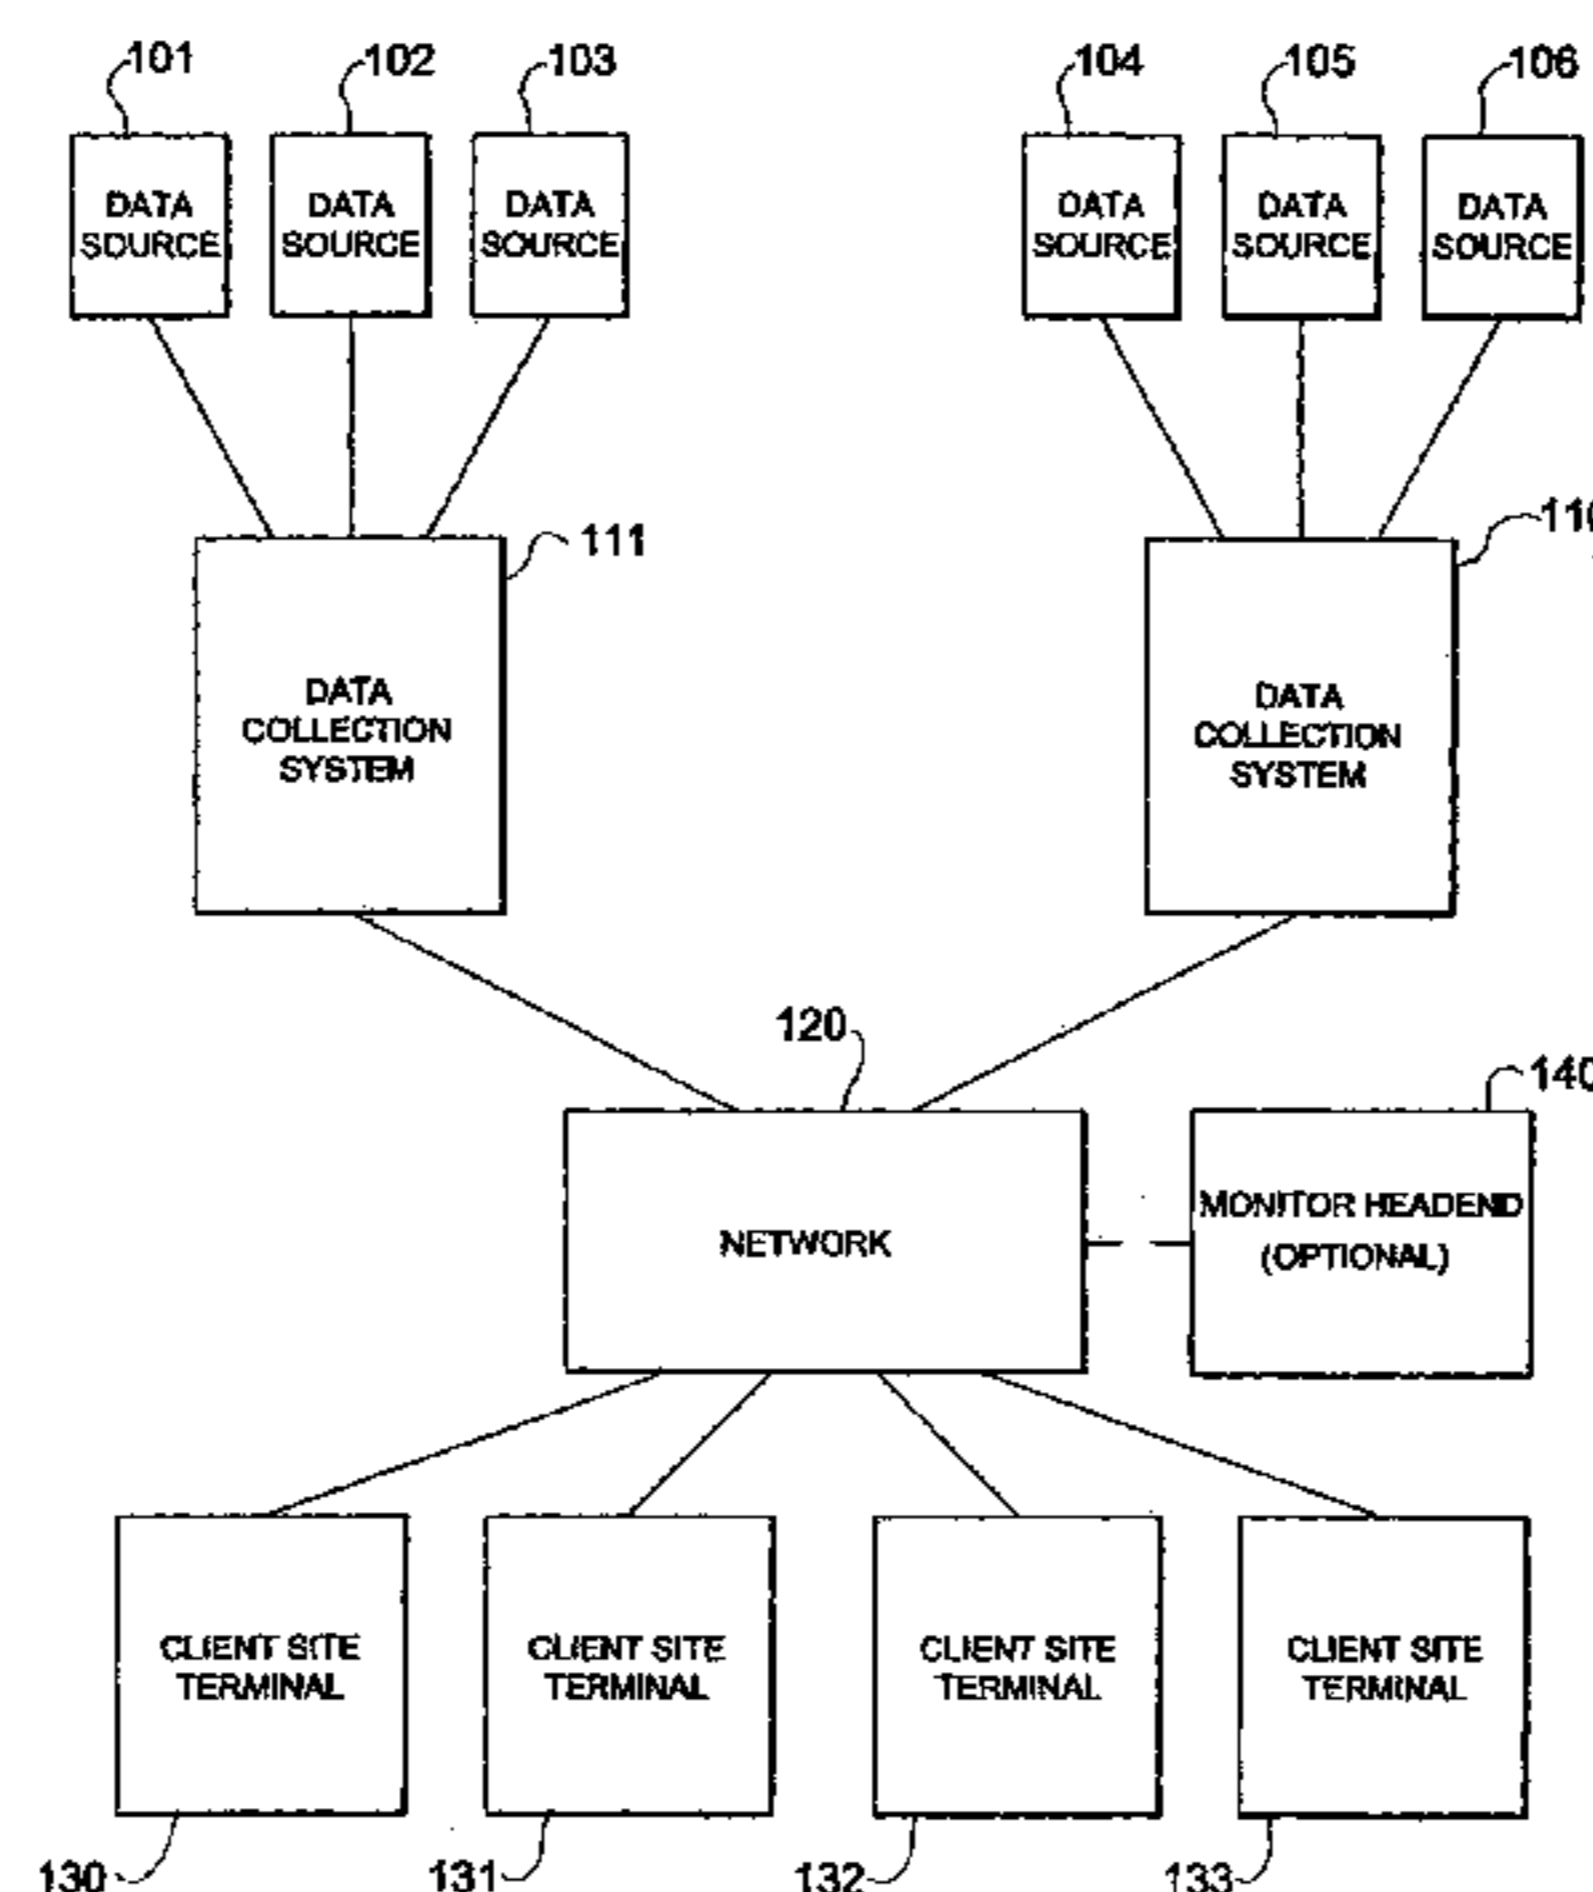 101 102 103 104 105 106
DATA DATA DATA DATA DATA DATA
SOURCE SOURCE SOURCE SOURCE SOURCE SOURCE
111 110
DATA DATA
COLLECTION COLLECTION
SYSTEM SYSTEM
120
140
NETWORK
MONITOR HEADEND
(OPTIONAL)
CLIENT SITE CLIENT SITE CLIENT SITE CLIENT SITE
TERMINAL TERMINAL TERMINAL TERMINAL
130 131 132 133